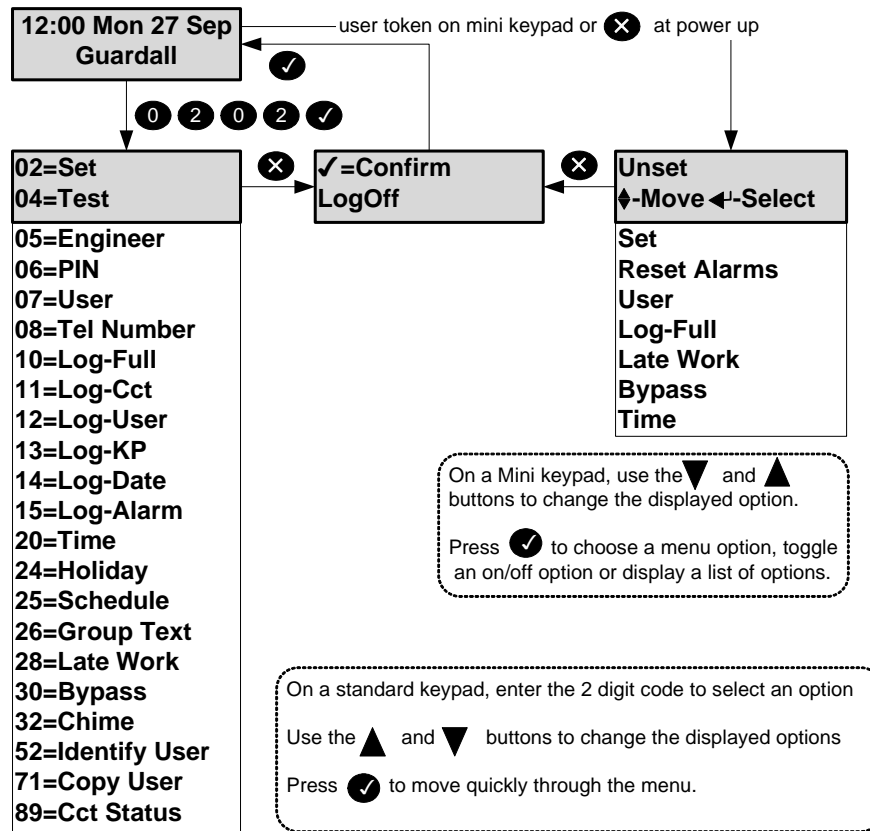 12:00 Mon 27 Sep
Guardall
user token on mini keypad or ✕ at power up
✓
0 2 0 2 ✓
02=Set
04=Test
✕
✓=Confirm
LogOff
✕
Unset
♦-Move ↵-Select
05=Engineer
06=PIN
07=User
08=Tel Number
10=Log-Full
11=Log-Cct
12=Log-User
13=Log-KP
14=Log-Date
15=Log-Alarm
20=Time
24=Holiday
25=Schedule
26=Group Text
28=Late Work
30=Bypass
32=Chime
52=Identify User
71=Copy User
89=Cct Status
Set
Reset Alarms
User
Log-Full
Late Work
Bypass
Time
On a Mini keypad, use the ▼ and ▲
buttons to change the displayed option.
Press ✓ to choose a menu option, toggle
an on/off option or display a list of options.
On a standard keypad, enter the 2 digit code to select an option
Use the ▲ and ▼ buttons to change the displayed options
Press ✓ to move quickly through the menu.